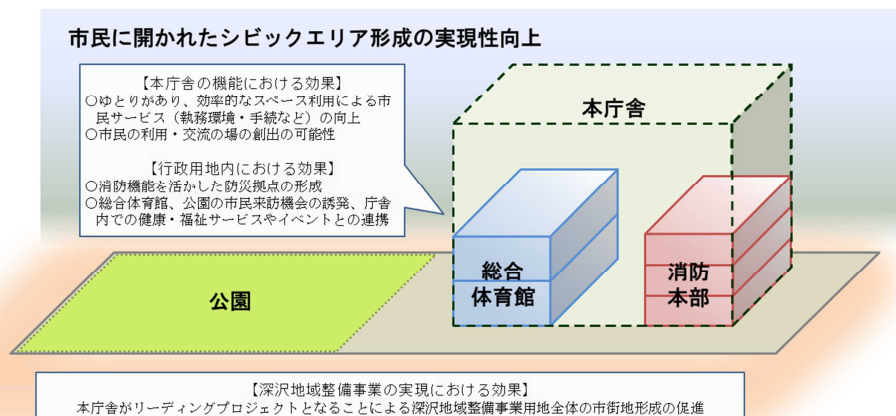 市民に開かれたシビックエリア形成の実現性向上
【本庁舎の機能における効果】
○ゆとりがあり、効率的なスペース利用による市
民サービス（執務環境・手続など）の向上
○市民の利用・交流の場の創出の可能性
【行政用地内における効果】
○消防機能を活かした防災拠点の形成
○総合体育館、公園の市民来訪機会の誘発、庁舎
内での健康・福祉サービスやイベントとの連携
本庁舎
総合
体育館
消防
本部
公園
【深沢地域整備事業の実現における効果】
本庁舎がリーディングプロジェクトとなることによる深沢地域整備事業用地全体の市街地形成の促進